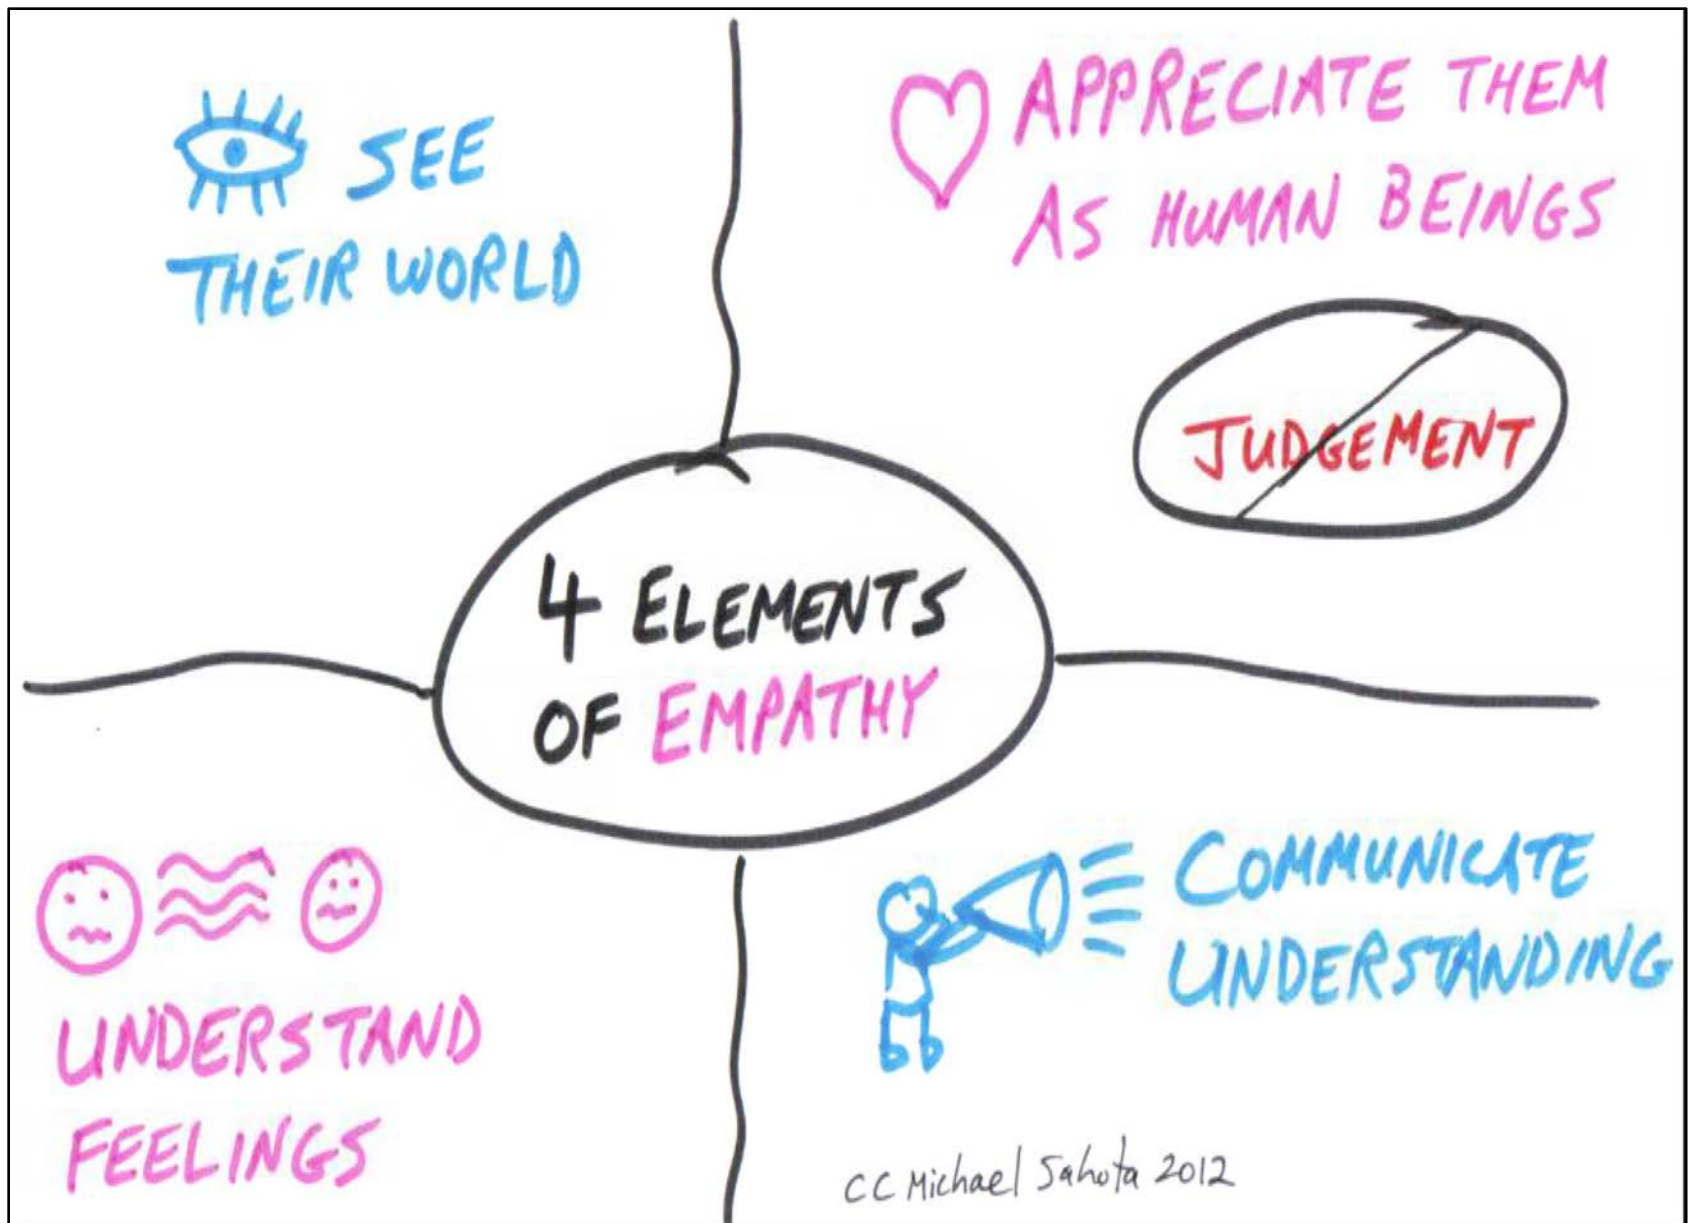 SEE
THEIR WORLD
APPRECIATE THEM
AS HUMAN BEINGS
JUDGEMENT
4 ELEMENTS
OF EMPATHY
UNDERSTAND
FEELINGS
COMMUNICATE
UNDERSTANDING
CC Michael Sahota 2012